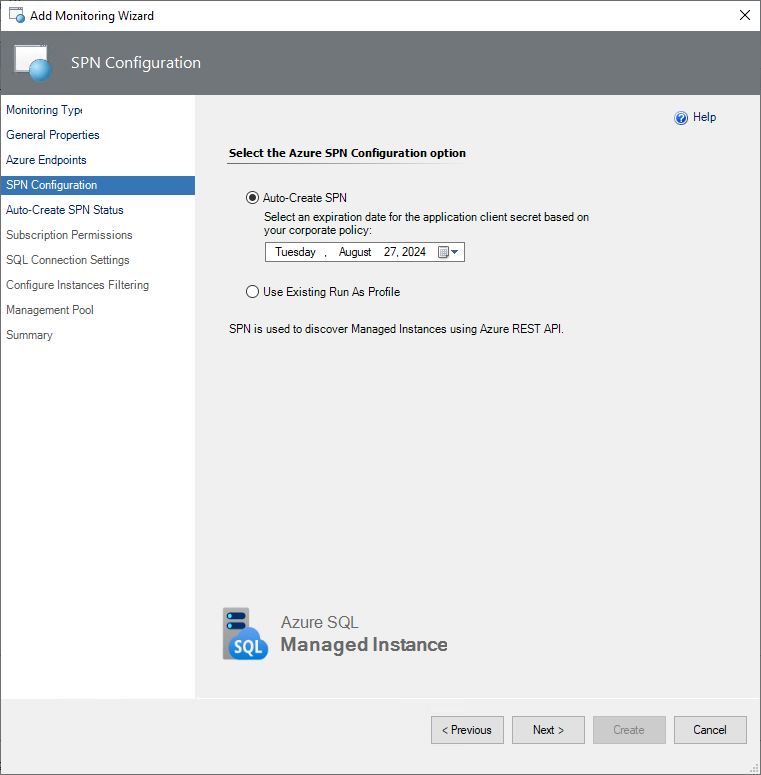 Add Monitoring Wizard
SPN Configuration
Monitoring Type
General Properties
Azure Endpoints
SPN Configuration
Auto-Create SPN Status
Subscription Permissions
SQL Connection Settings
Configure Instances Filtering
Management Pool
Summary
Help
Select the Azure SPN Configuration option
Auto-Create SPN
Select an expiration date for the application client secret based on
your corporate policy:
Tuesday , August 27, 2024
Use Existing Run As Profile
SPN is used to discover Managed Instances using Azure REST API.
SQL
Azure SQL
Managed Instance
< Previous
Next >
Create
Cancel